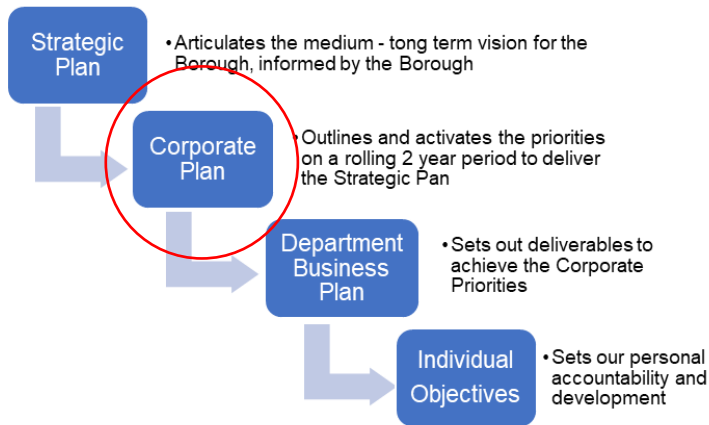 Strategic
Plan
•Articulates the medium - tong term vision for the
Borough, informed by the Borough
Corporate
Plan
•Outlines and activates the priorities
on a rolling 2 year period to deliver
the Strategic Pan
Department
Business
Plan
•Sets out deliverables to
achieve the Corporate
Priorities
Individual
Objectives
•Sets our personal
accountability and
development